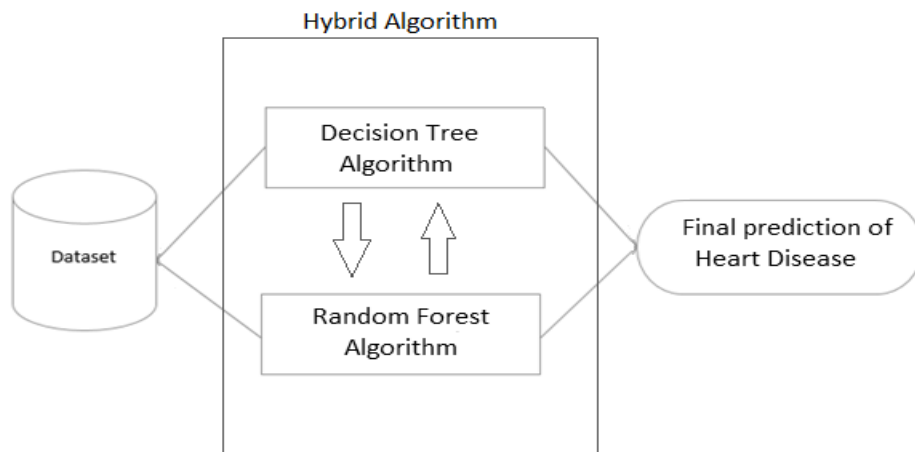 Hybrid Algorithm
Decision Tree
Algorithm
Dataset
Final prediction of
Heart Disease
Random Forest
Algorithm